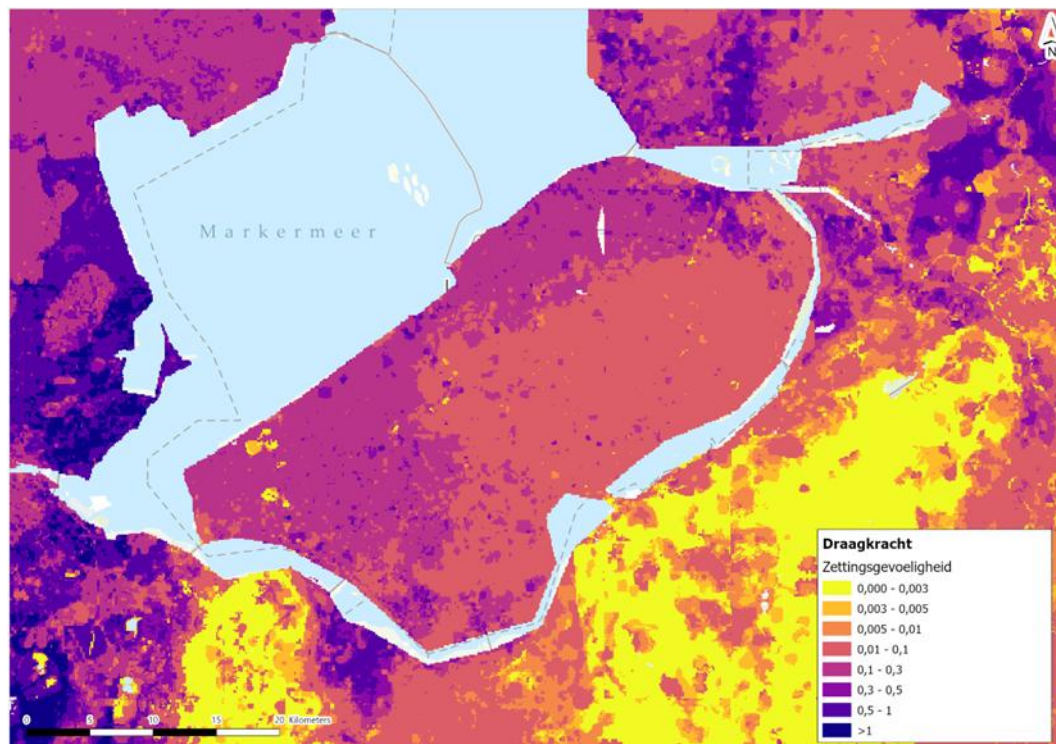 N
Markermeer
Draagkracht
Zettingsgevoeligheid
0,000 - 0,003
0,003 - 0,005
0,005 - 0,01
0,01 - 0,1
0,1 - 0,3
0,3 - 0,5
0,5 - 1
>1
0 5 10 15 20 Kilometers